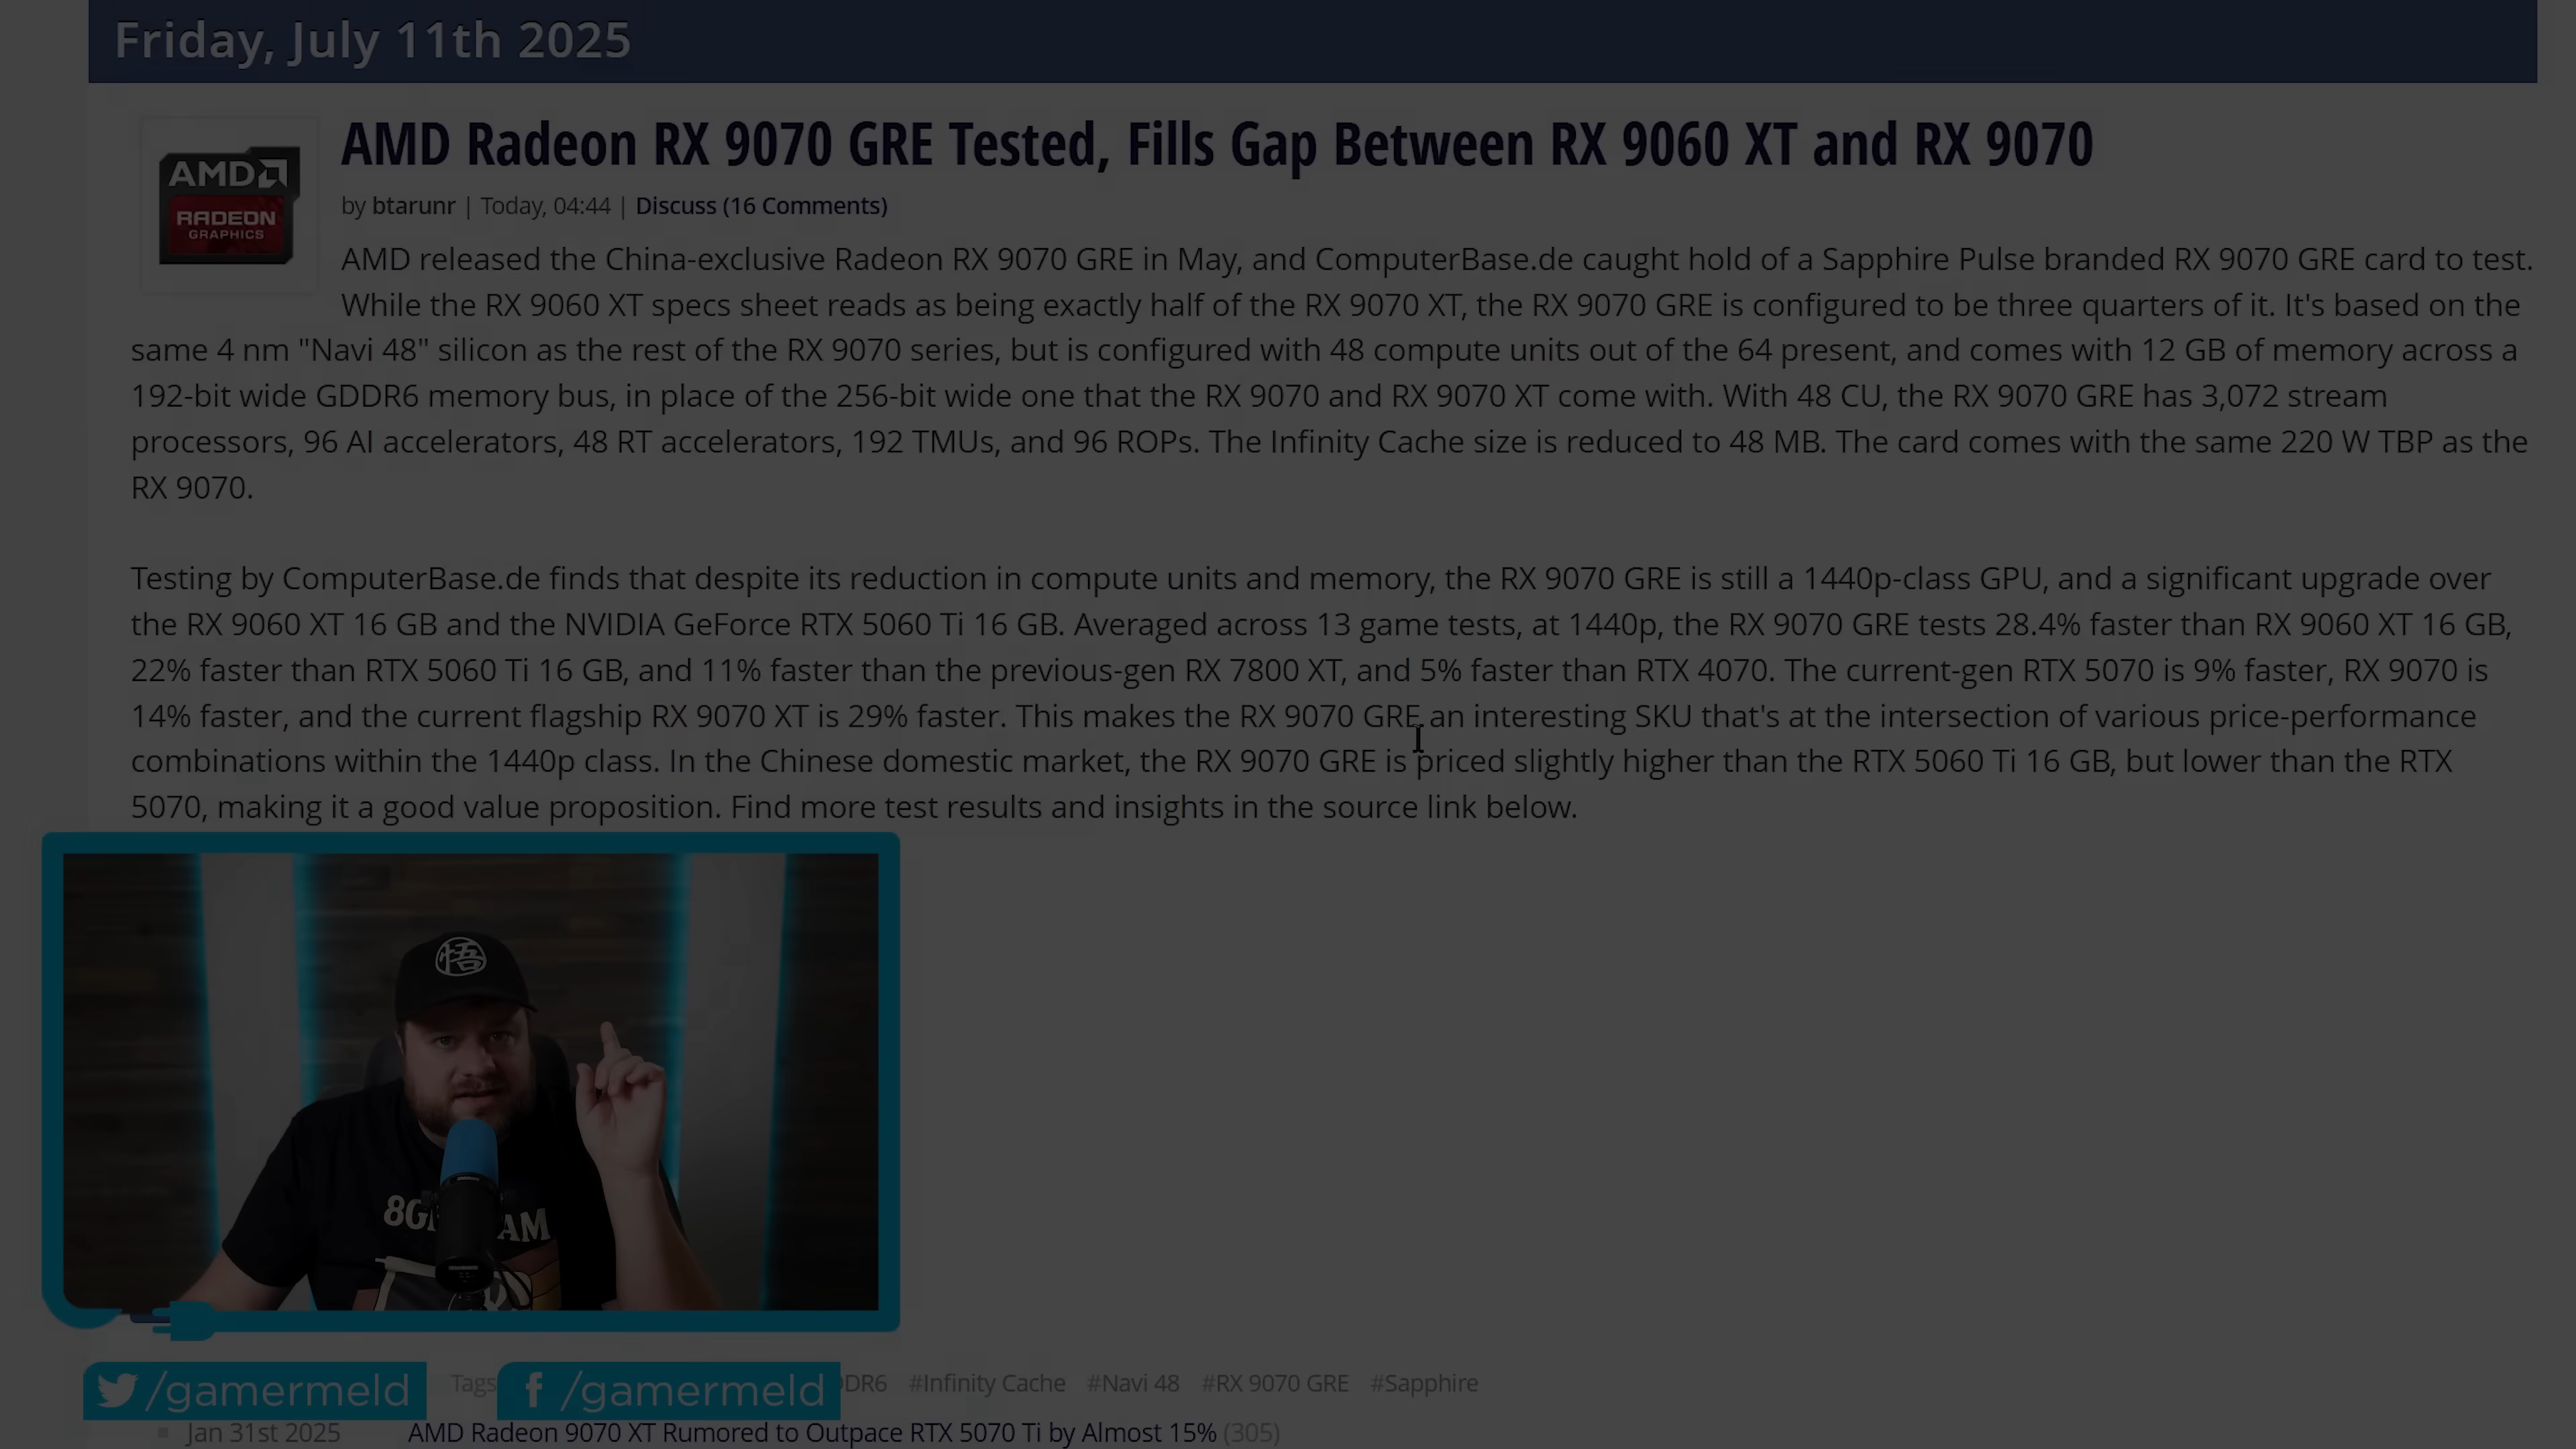 Friday, July 11th 2025
AMD Radeon RX 9070 GRE Tested, Fills Gap Between RX 9060 XT and RX 9070
AMD
RADEON
GRAPHICS
by btarunr | Today, 04:44 | Discuss (16 Comments)
AMD released the China-exclusive Radeon RX 9070 GRE in May, and ComputerBase.de caught hold of a Sapphire Pulse branded RX 9070 GRE card to test.
While the RX 9060 XT specs sheet reads as being exactly half of the RX 9070 XT, the RX 9070 GRE is configured to be three quarters of it. It's based on the
same 4 nm "Navi 48" silicon as the rest of the RX 9070 series, but is configured with 48 compute units out of the 64 present, and comes with 12 GB of memory across a
192-bit wide GDDR6 memory bus, in place of the 256-bit wide one that the RX 9070 and RX 9070 XT come with. With 48 CU, the RX 9070 GRE has 3,072 stream
processors, 96 AI accelerators, 48 RT accelerators, 192 TMUs, and 96 ROPs. The Infinity Cache size is reduced to 48 MB. The card comes with the same 220 W TBP as the
RX 9070.
Testing by ComputerBase.de finds that despite its reduction in compute units and memory, the RX 9070 GRE is still a 1440p-class GPU, and a significant upgrade over
the RX 9060 XT 16 GB and the NVIDIA GeForce RTX 5060 Ti 16 GB. Averaged across 13 game tests, at 1440p, the RX 9070 GRE tests 28.4% faster than RX 9060 XT 16 GB,
22% faster than RTX 5060 Ti 16 GB, and 11% faster than the previous-gen RX 7800 XT, and 5% faster than RTX 4070. The current-gen RTX 5070 is 9% faster, RX 9070 is
14% faster, and the current flagship RX 9070 XT is 29% faster. This makes the RX 9070 GRE an interesting SKU that's at the intersection of various price-performance
combinations within the 1440p class. In the Chinese domestic market, the RX 9070 GRE is priced slightly higher than the RTX 5060 Ti 16 GB, but lower than the RTX
5070, making it a good value proposition. Find more test results and insights in the source link below.
悟
/gamermeld
Tags
/gamermeld
DDR6 #Infinity Cache #Navi 48 #RX 9070 GRE #Sapphire
Jan 31st 2025 AMD Radeon 9070 XT Rumored to Outpace RTX 5070 Ti by Almost 15% (305)